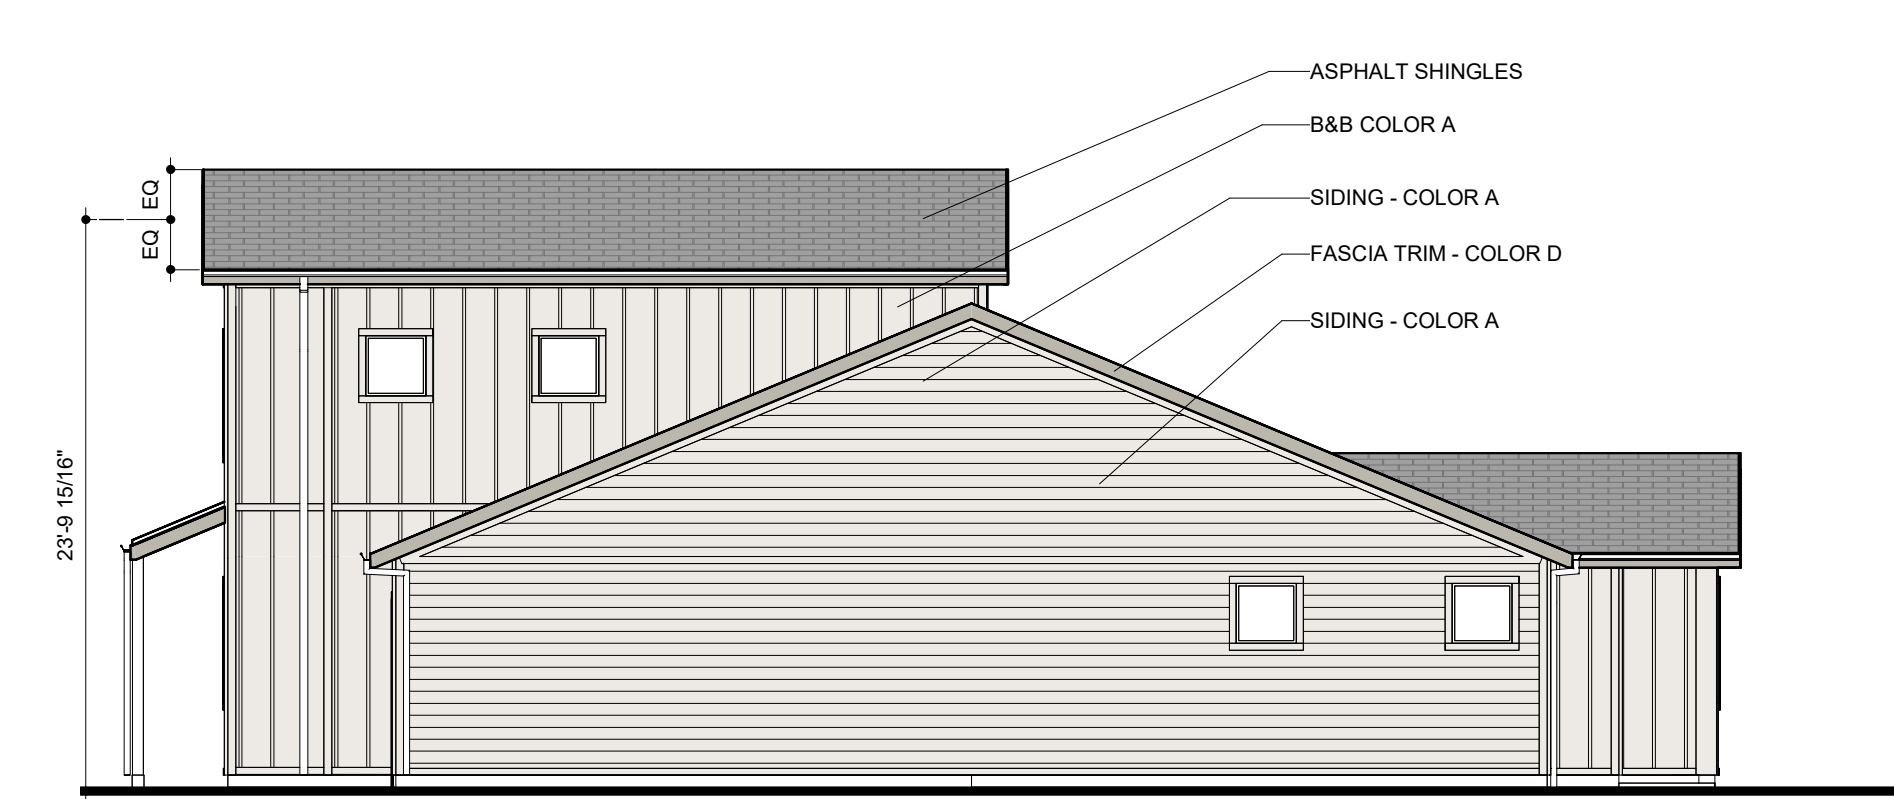 ASPHALT SHINGLES
B&B COLOR A
SIDING - COLOR A
FASCIA TRIM - COLOR D
SIDING - COLOR A
EQ
EQ
23'-9 15/16"